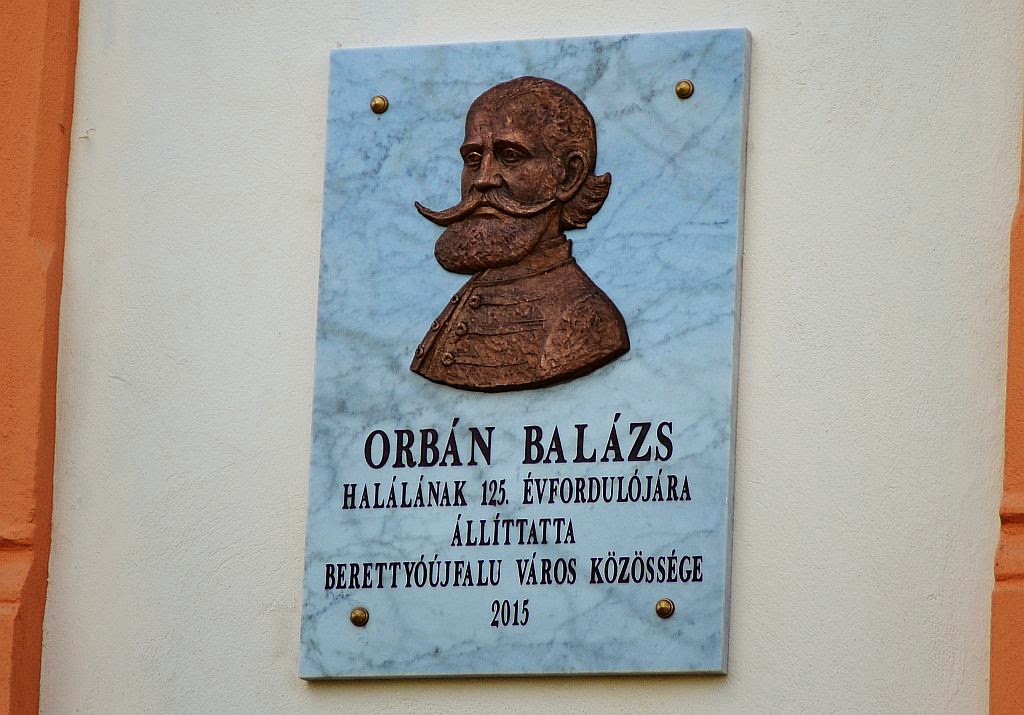 ORBÁN BALÁZS
HALÁLÁNAK 125. ÉVFORDULÓJÁRA
ÁLLÍTTATTA
BERETTYÓÚJFALU VÁROS KÖZÖSSÉGE
2015